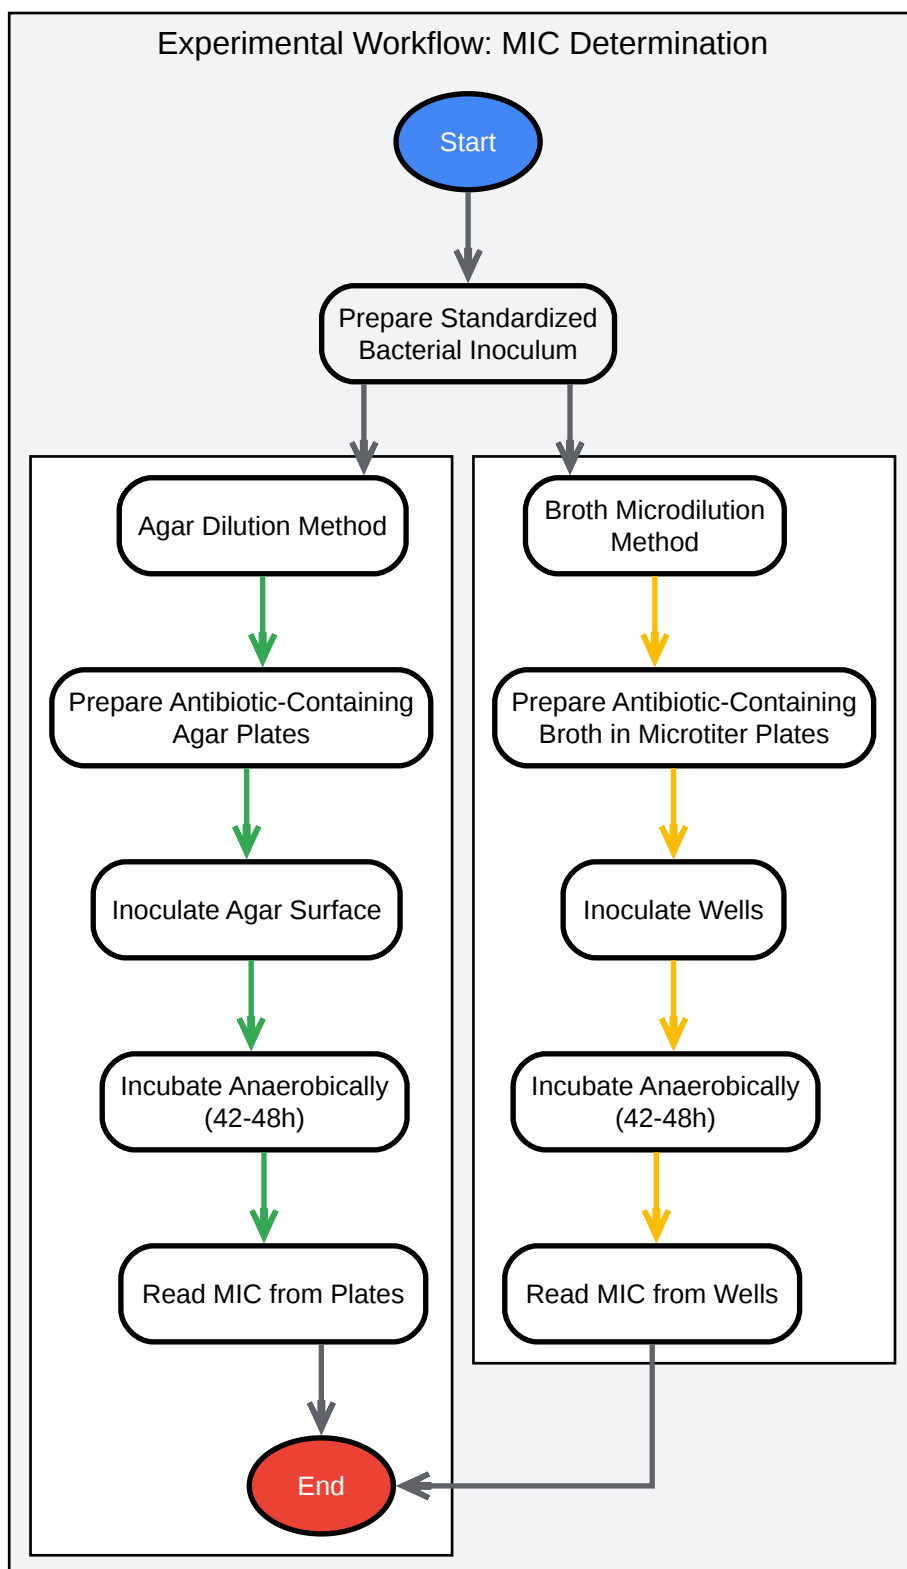 Experimental Workflow: MIC Determination
Start
Prepare Standardized
Bacterial Inoculum
Agar Dilution Method
Prepare Antibiotic-Containing
Agar Plates
Inoculate Agar Surface
Incubate Anaerobically
(42-48h)
Read MIC from Plates
End
Broth Microdilution
Method
Prepare Antibiotic-Containing
Broth in Microtiter Plates
Inoculate Wells
Incubate Anaerobically
(42-48h)
Read MIC from Wells